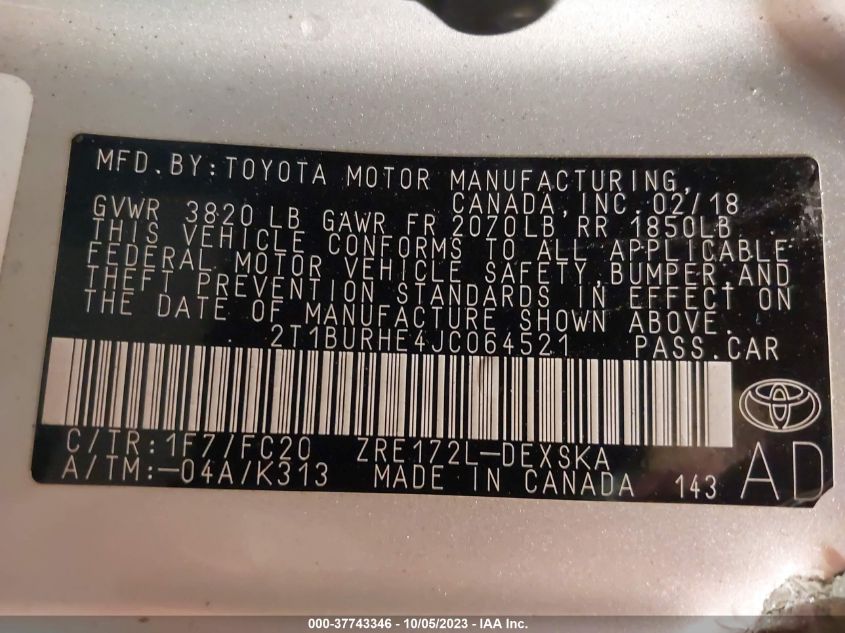 MFD.BY:TOYOTA MOTOR MANUFACTURING,
CANADA,INC.02/18
GVWR 3820 LB GAWR FR 2070LB RR 1850LB
THIS VEHICLE CONFORMS TO ALL APPLICABLE
FEDERAL MOTOR VEHICLE SAFETY,BUMPER,AND
THEFT PREVENTION STANDARDS IN EFFECT ON
THE DATE OF MANUFACTURE SHOWN ABOVE.
2T1BURHE4JC064521 PASS.CAR
C/TR:1F7/FC20 ZRE172L-DEXSKA
A/TM:-04A/K313 MADE IN CANADA 143 AD
000-37743346 - 10/05/2023 - IAA Inc.